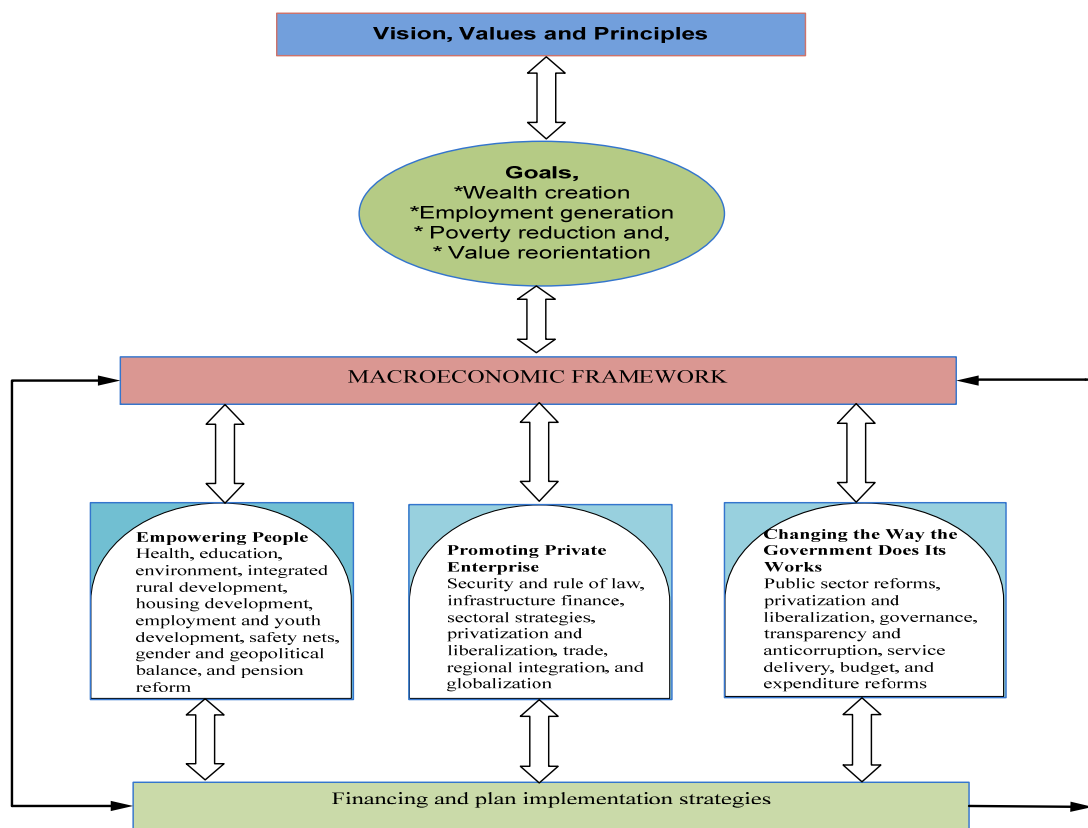 Vision, Values and Principles
Goals,
*Wealth creation
*Employment generation
* Poverty reduction and,
* Value reorientation
MACROECONOMIC FRAMEWORK
Empowering People
Health, education,
environment, integrated
rural development,
housing development,
employment and youth
development, safety nets,
gender and geopolitical
balance, and pension
reform
Promoting Private
Enterprise
Security and rule of law,
infrastructure finance,
sectoral strategies,
privatization and
liberalization, trade,
regional integration, and
globalization
Changing the Way the
Government Does Its
Works
Public sector reforms,
privatization and
liberalization, governance,
transparency and
anticorruption, service
delivery, budget, and
expenditure reforms
Financing and plan implementation strategies